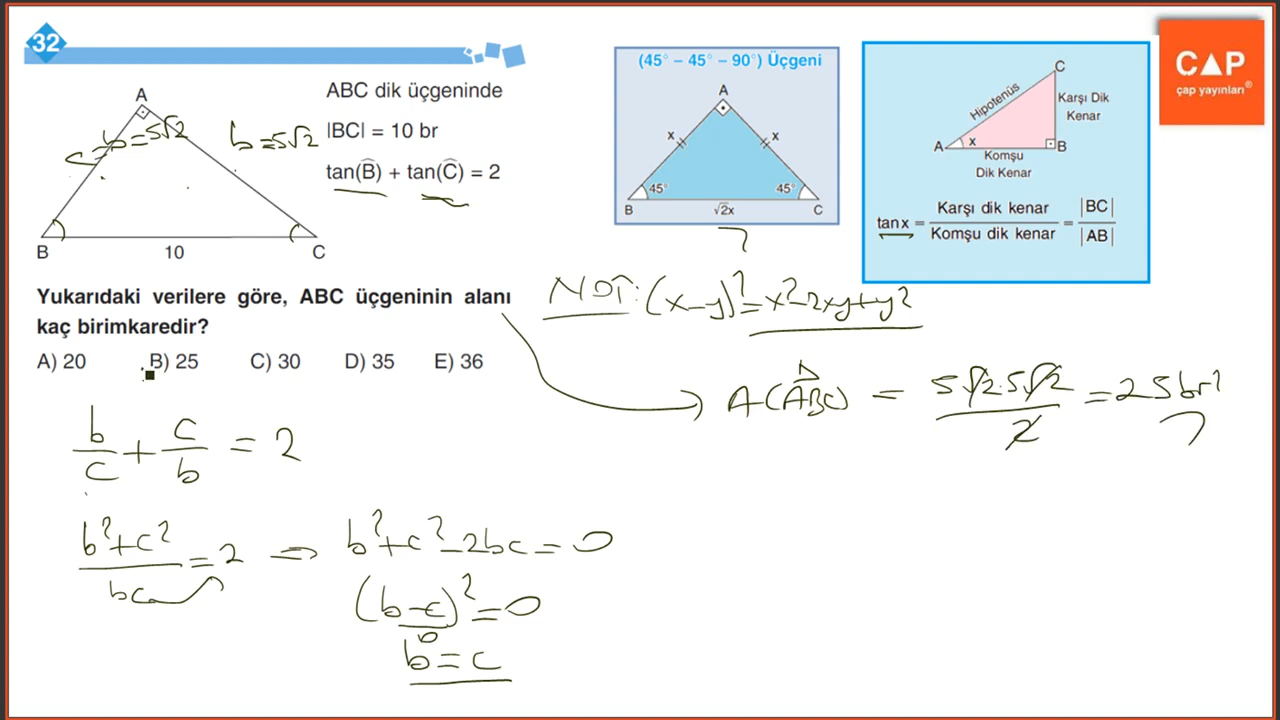 32
ABC dik üçgeninde
|BC| = 10 br
tan(B̂) + tan(Ĉ) = 2
A
c = b = 5√2
b = 5√2
B
10
C
Yukarıdaki verilere göre, ABC üçgeninin alanı
kaç birimkaredir?
A) 20 B) 25 C) 30 D) 35 E) 36
b/c + c/b = 2
(b² + c²)/bc = 2 ⇒ b² + c² - 2bc = 0
(b - c)² = 0
0
b = c
(45° – 45° – 90°) Üçgeni
A
x x
45° 45°
B √2x C
C
Hipotenüs
Karşı Dik
Kenar
A x B
Komşu
Dik Kenar
tanx = Karşı dik kenar / Komşu dik kenar = |BC| / |AB|
ÇAP
çap yayınları®
NOT: (x-y)² = x² - 2xy + y²
A(ABC) = 5√2 . 5√2 / 2 = 25 br²